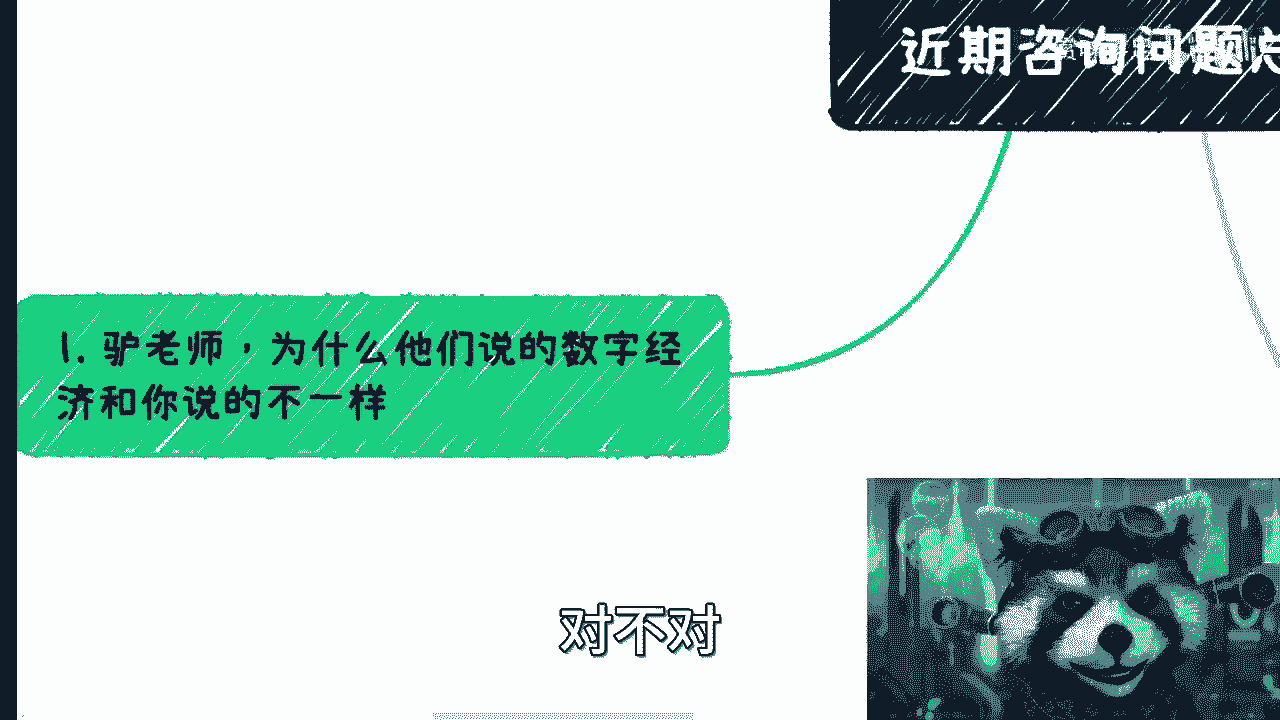 近期咨询问题总
1. 驴老师，为什么他们说的数字经
济和你说的不一样
对不对